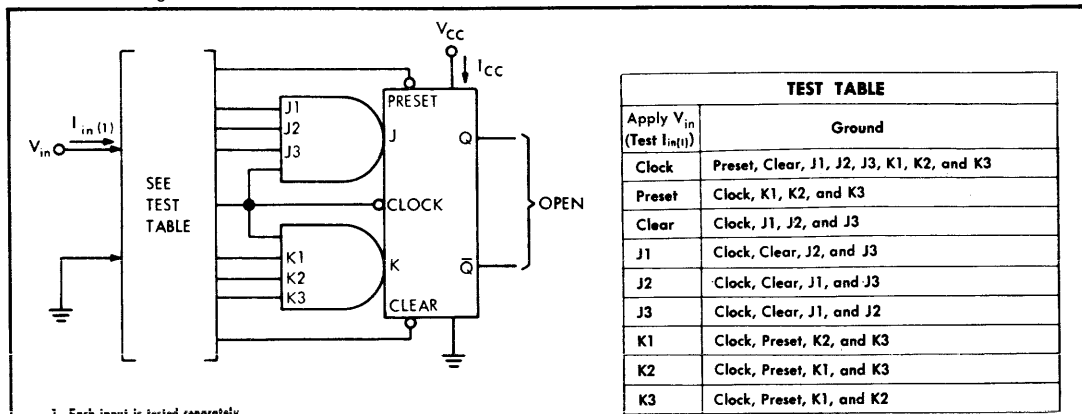 V_CC
I_CC
PRESET
J1
J2
J3
J
Q
I_in(1)
V_in
SEE
TEST
TABLE
CLOCK
OPEN
K1
K2
K3
K
Q̅
CLEAR
1. Each input is tested separately.
TEST TABLE
Apply V_in
(Test I_in(1))
Ground
Clock Preset, Clear, J1, J2, J3, K1, K2, and K3
Preset Clock, K1, K2, and K3
Clear Clock, J1, J2, and J3
J1 Clock, Clear, J2, and J3
J2 Clock, Clear, J1, and J3
J3 Clock, Clear, J1, and J2
K1 Clock, Preset, K2, and K3
K2 Clock, Preset, K1, and K3
K3 Clock, Preset, K1, and K2